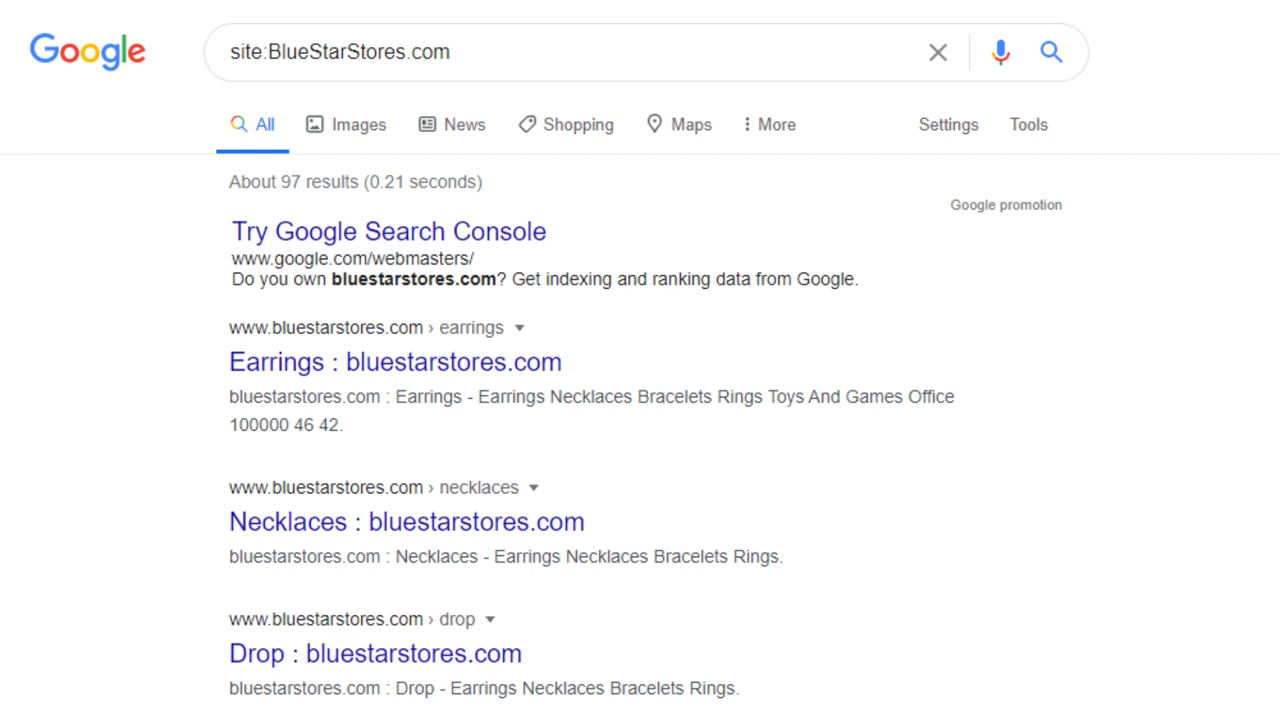 Google
site:BlueStarStores.com
All Images News Shopping Maps More Settings Tools
About 97 results (0.21 seconds)
Google promotion
Try Google Search Console
www.google.com/webmasters/
Do you own bluestarstores.com? Get indexing and ranking data from Google.
www.bluestarstores.com › earrings
Earrings : bluestarstores.com
bluestarstores.com : Earrings - Earrings Necklaces Bracelets Rings Toys And Games Office
100000 46 42.
www.bluestarstores.com › necklaces
Necklaces : bluestarstores.com
bluestarstores.com : Necklaces - Earrings Necklaces Bracelets Rings.
www.bluestarstores.com › drop
Drop : bluestarstores.com
bluestarstores.com : Drop - Earrings Necklaces Bracelets Rings.